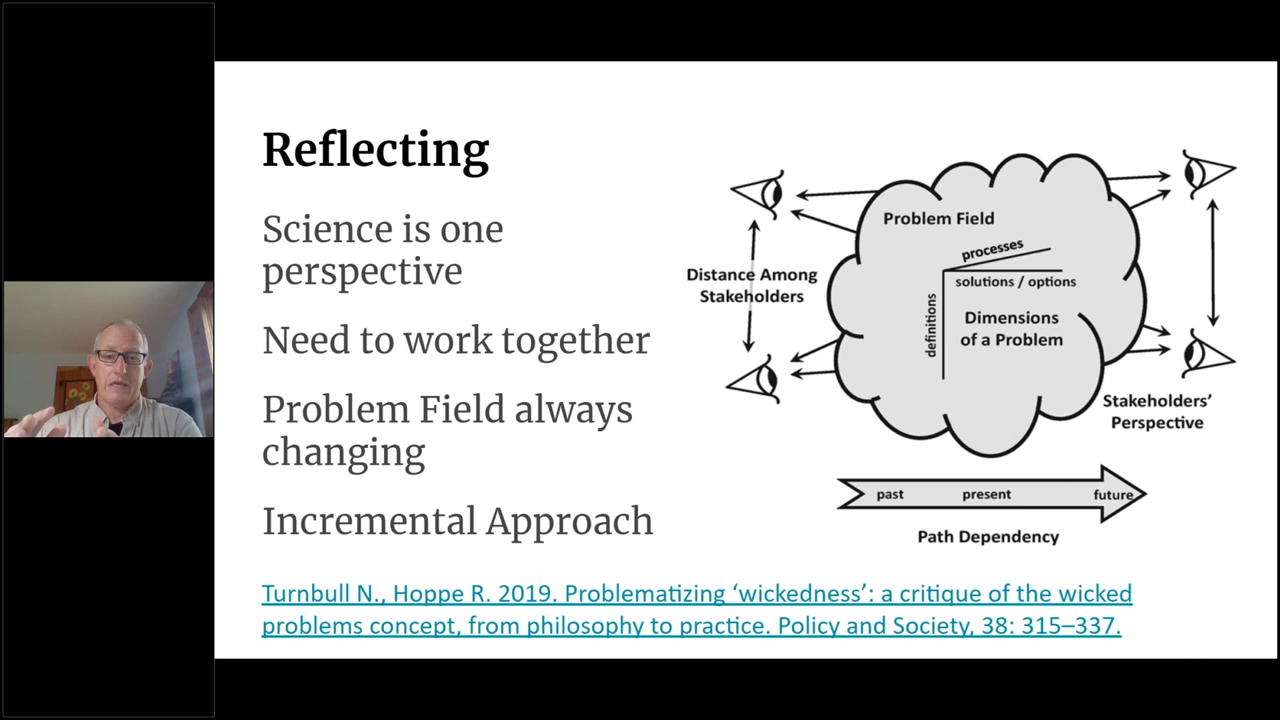 Reflecting
Science is one
perspective
Need to work together
Problem Field always
changing
Incremental Approach
Problem Field
processes
solutions / options
definitions
Dimensions
of a Problem
Distance Among
Stakeholders
Stakeholders’
Perspective
past present future
Path Dependency
Turnbull N., Hoppe R. 2019. Problematizing ‘wickedness’: a critique of the wicked
problems concept, from philosophy to practice. Policy and Society, 38: 315–337.